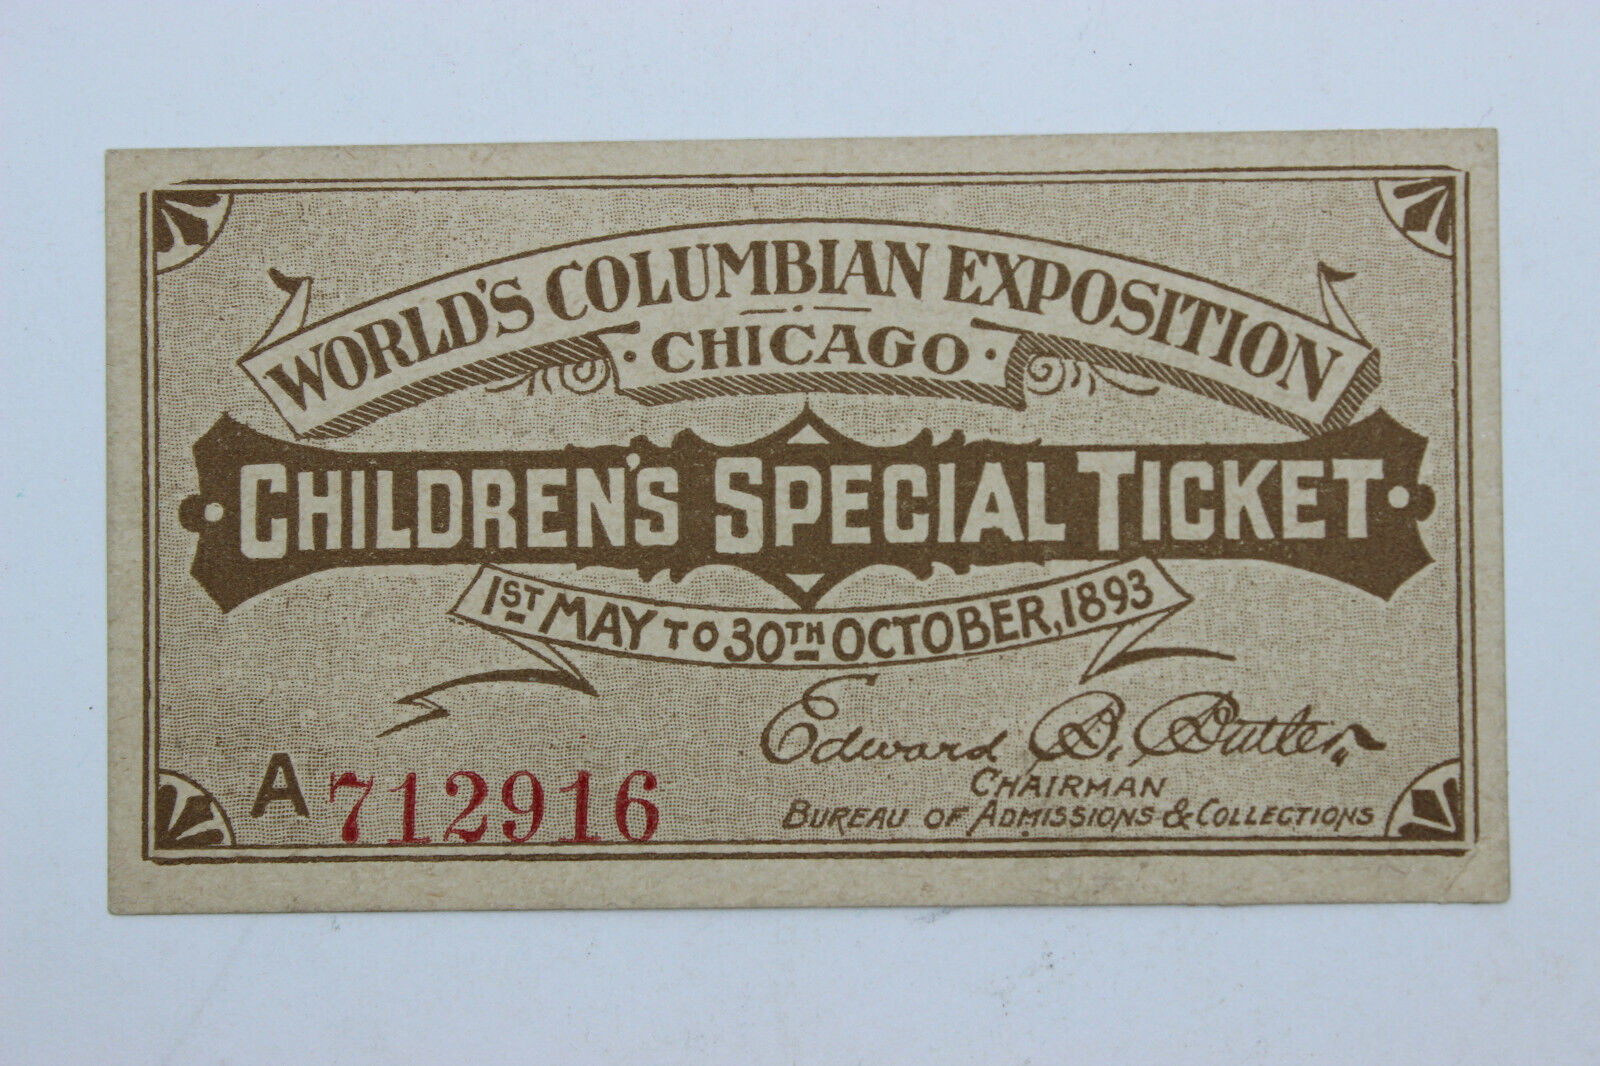 WORLD'S COLUMBIAN EXPOSITION
· CHICAGO ·
· CHILDREN'S SPECIAL TICKET ·
1ST MAY TO 30TH OCTOBER, 1893
Edward B. Butler
CHAIRMAN
BUREAU OF ADMISSIONS & COLLECTIONS
A 712916